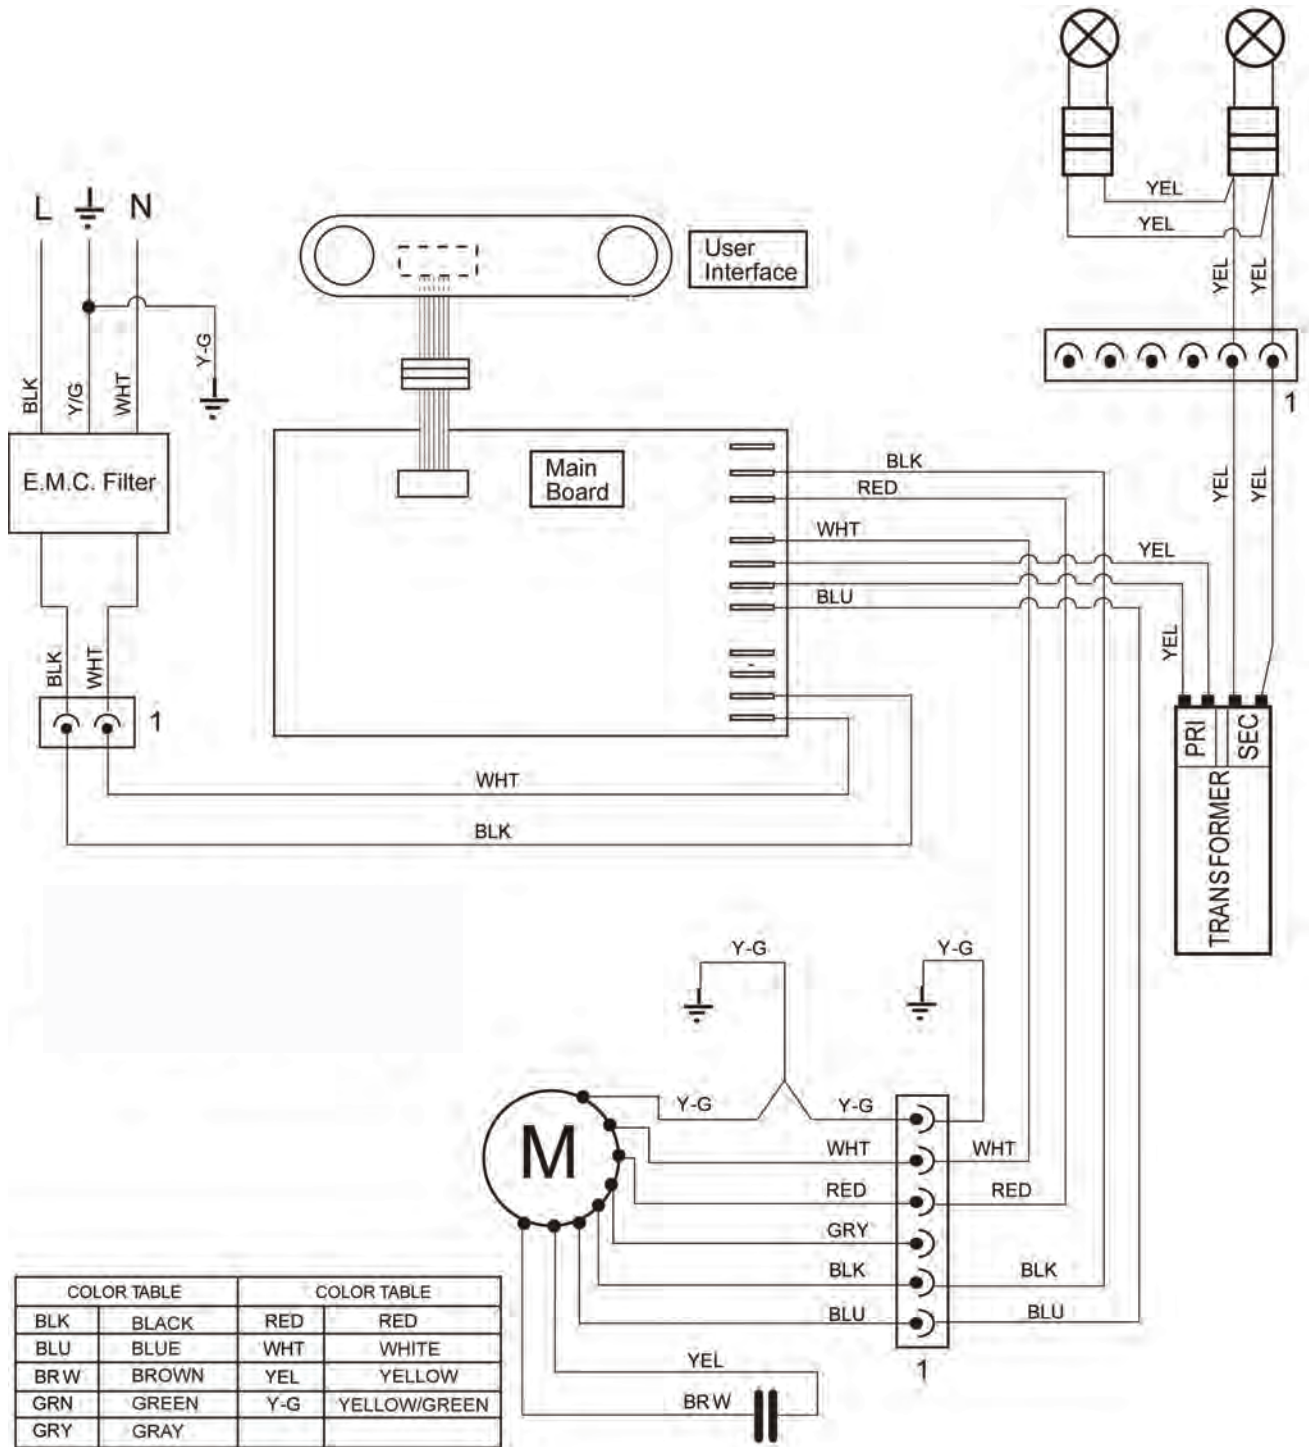 YEL
YEL
L N
User
Interface
YEL YEL
Y-G
BLK Y/G WHT
1
E.M.C. Filter
Main
Board
BLK
RED
YEL YEL
WHT
YEL
BLU
YEL
BLK WHT
1
PRI SEC
TRANSFORMER
WHT
BLK
Y-G Y-G
Y-G Y-G
M
WHT WHT
RED RED
GRY
BLK BLK
BLU BLU
1
YEL
BRW
COLOR TABLE COLOR TABLE
BLK BLACK RED RED
BLU BLUE WHT WHITE
BRW BROWN YEL YELLOW
GRN GREEN Y-G YELLOW/GREEN
GRY GRAY